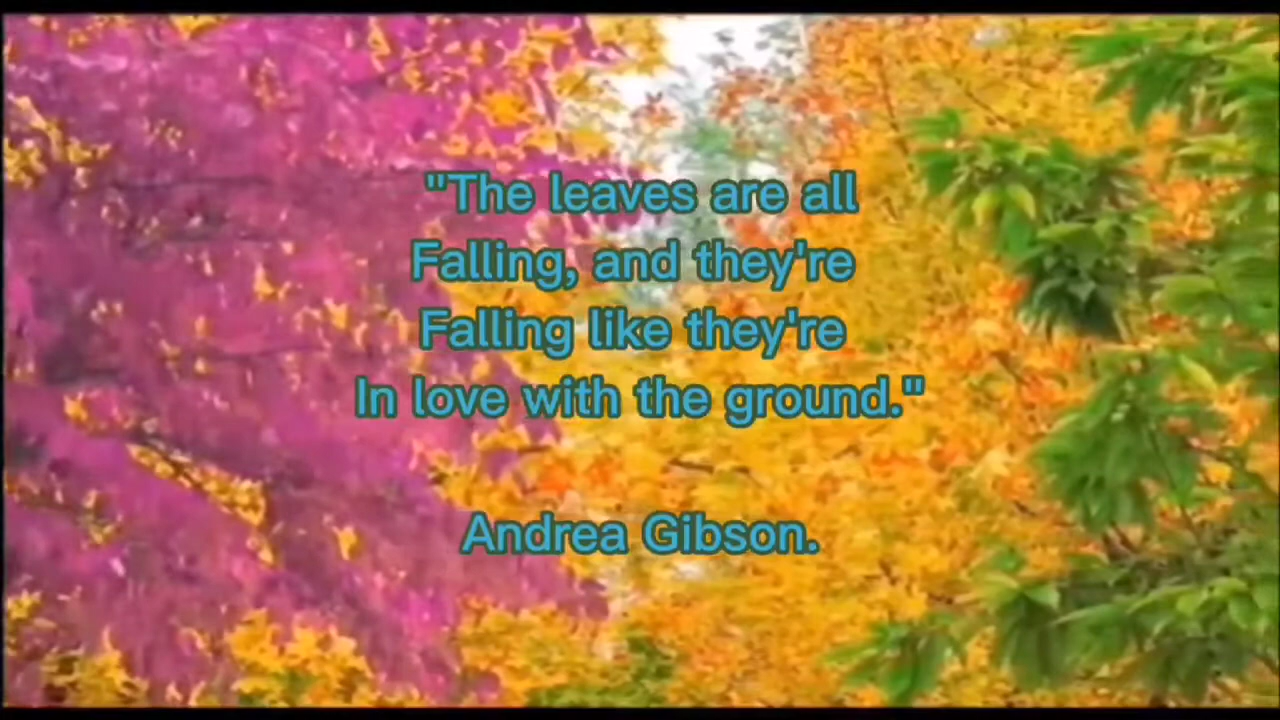 "The leaves are all
Falling, and they're
Falling like they're
In love with the ground."
Andrea Gibson.